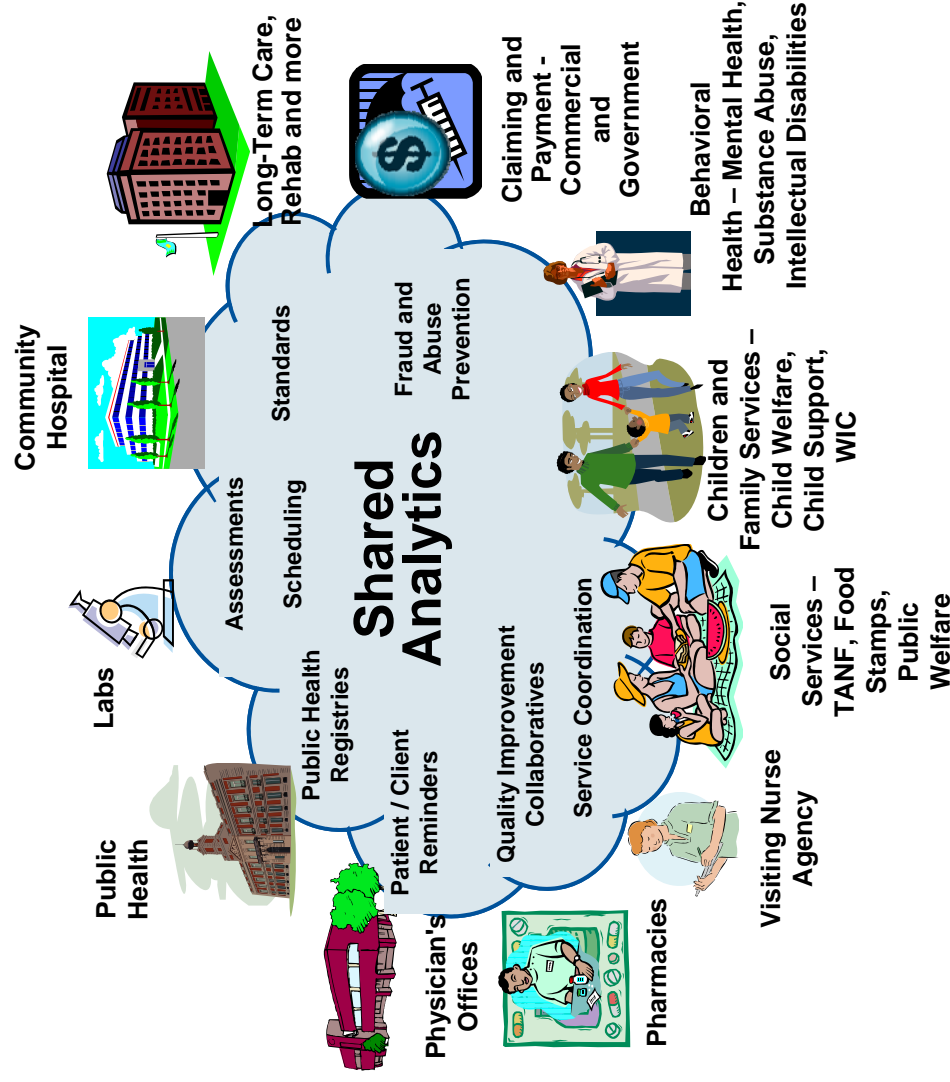 Public
Health
Labs
Community
Hospital
Long-Term Care,
Rehab and more
Physician's
Offices
Public Health
Registries
Assessments
Scheduling
Standards
Patient / Client
Reminders
Shared
Analytics
Fraud and
Abuse
Prevention
Quality Improvement
Collaboratives
Service Coordination
Claiming and
Payment -
Commercial
and
Government
Pharmacies
Visiting Nurse
Agency
Social
Services –
TANF, Food
Stamps,
Public
Welfare
Children and
Family Services –
Child Welfare,
Child Support,
WIC
Behavioral
Health – Mental Health,
Substance Abuse,
Intellectual Disabilities
$